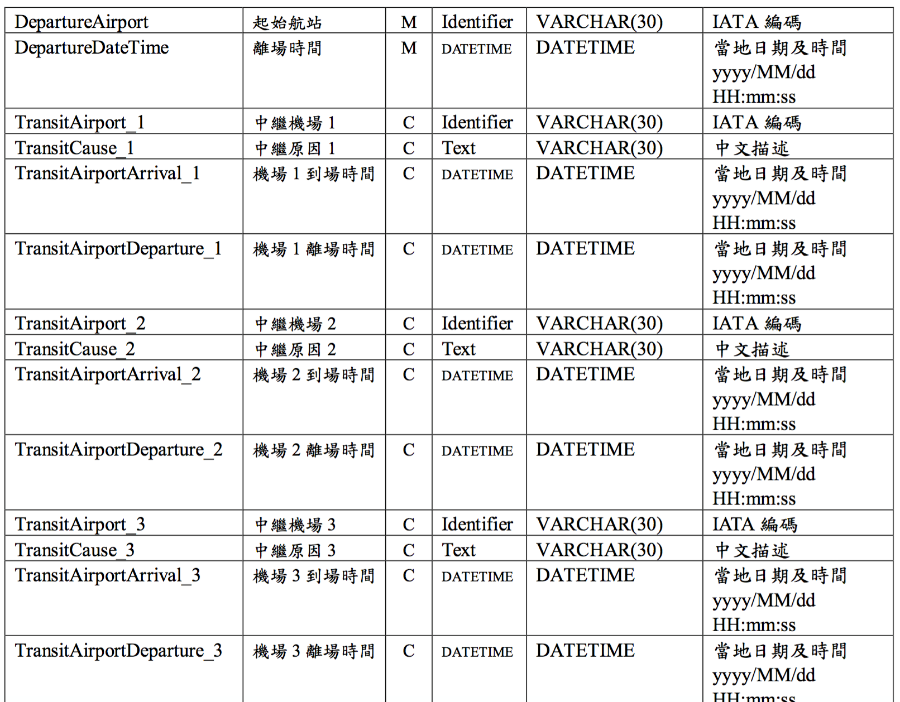 DepartureAirport 起始航站 M Identifier VARCHAR(30) IATA 編碼
DepartureDateTime 離場時間 M DATETIME DATETIME 當地日期及時間
yyyy/MM/dd
HH:mm:ss
TransitAirport_1 中繼機場 1 C Identifier VARCHAR(30) IATA 編碼
TransitCause_1 中繼原因 1 C Text VARCHAR(30) 中文描述
TransitAirportArrival_1 機場 1 到場時間 C DATETIME DATETIME 當地日期及時間
yyyy/MM/dd
HH:mm:ss
TransitAirportDeparture_1 機場 1 離場時間 C DATETIME DATETIME 當地日期及時間
yyyy/MM/dd
HH:mm:ss
TransitAirport_2 中繼機場 2 C Identifier VARCHAR(30) IATA 編碼
TransitCause_2 中繼原因 2 C Text VARCHAR(30) 中文描述
TransitAirportArrival_2 機場 2 到場時間 C DATETIME DATETIME 當地日期及時間
yyyy/MM/dd
HH:mm:ss
TransitAirportDeparture_2 機場 2 離場時間 C DATETIME DATETIME 當地日期及時間
yyyy/MM/dd
HH:mm:ss
TransitAirport_3 中繼機場 3 C Identifier VARCHAR(30) IATA 編碼
TransitCause_3 中繼原因 3 C Text VARCHAR(30) 中文描述
TransitAirportArrival_3 機場 3 到場時間 C DATETIME DATETIME 當地日期及時間
yyyy/MM/dd
HH:mm:ss
TransitAirportDeparture_3 機場 3 離場時間 C DATETIME DATETIME 當地日期及時間
yyyy/MM/dd
HH:mm:ss